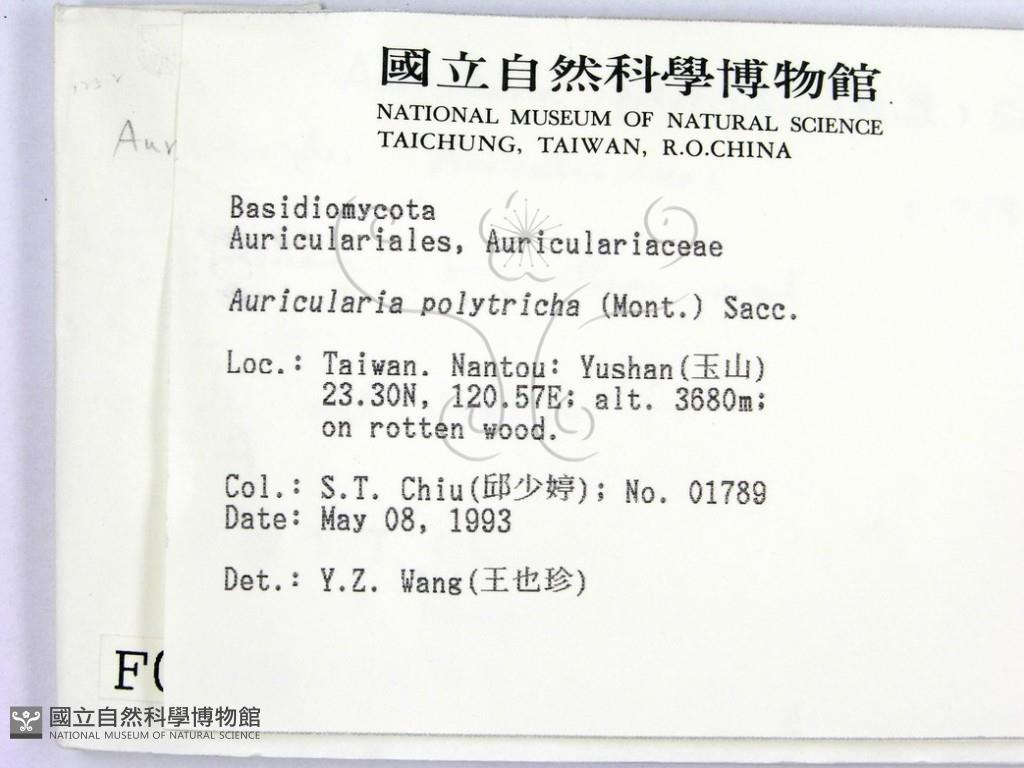 國立自然科學博物館
NATIONAL MUSEUM OF NATURAL SCIENCE
TAICHUNG, TAIWAN, R.O.CHINA
Aur
Basidiomycota
Auriculariales, Auriculariaceae
Auricularia polytricha (Mont.) Sacc.
Loc.: Taiwan. Nantou: Yushan(玉山)
23.30N, 120.57E; alt. 3680m;
on rotten wood.
Col.: S.T. Chiu(邱少婷); No. 01789
Date: May 08, 1993
Det.: Y.Z. Wang(王也珍)
F0
國立自然科學博物館
NATIONAL MUSEUM OF NATURAL SCIENCE